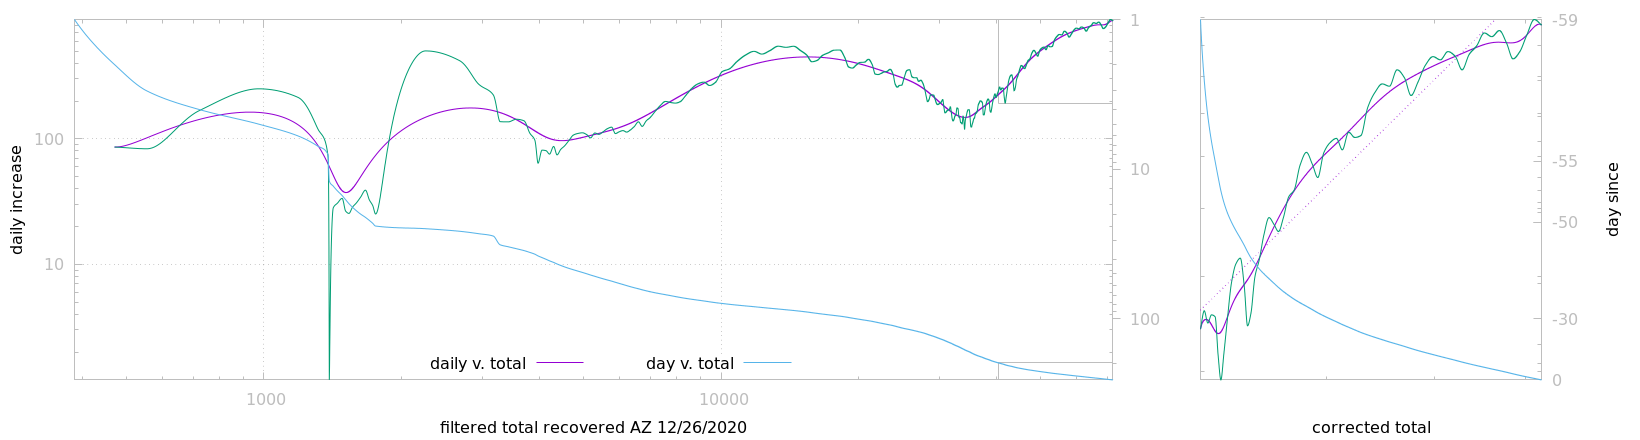 daily increase
100
10
1
10
100
daily v. total
day v. total
1000
10000
filtered total recovered AZ 12/26/2020
-59
-55
-50
-30
0
day since
corrected total